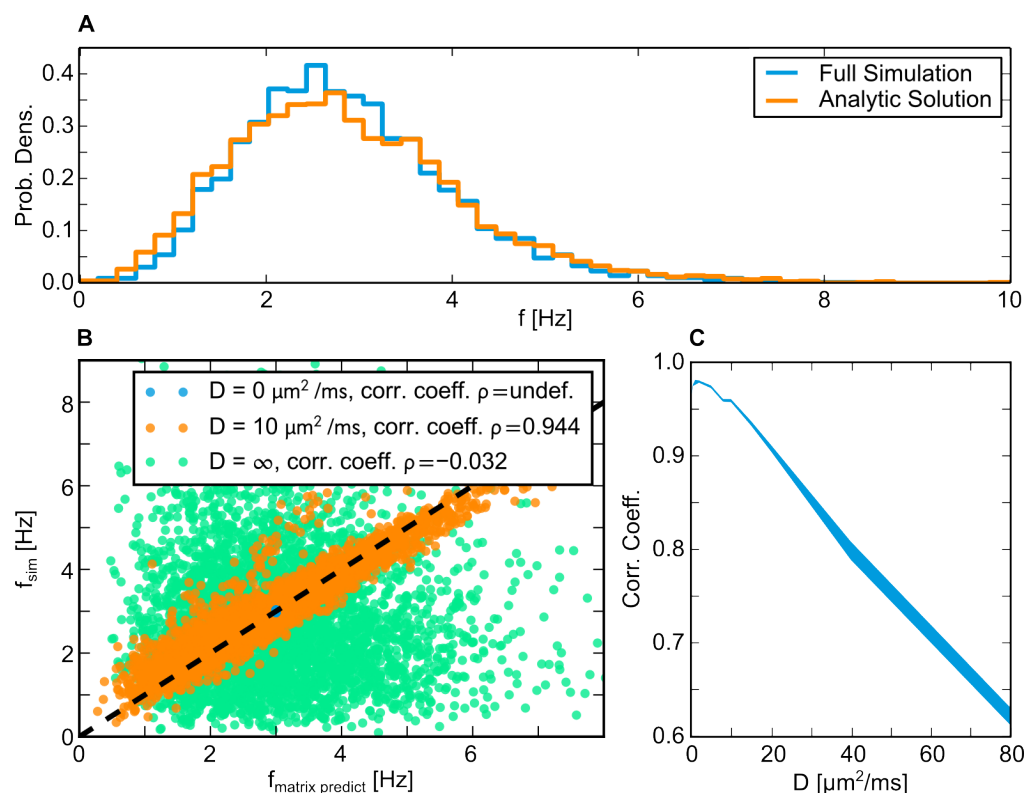 A
Prob. Dens.
0.4
0.3
0.2
0.1
0.0
Full Simulation
Analytic Solution
0 2 4 6 8 10
f [Hz]
B
f_sim [Hz]
8
6
4
2
0
D = 0 μm²/ms, corr. coeff. ρ=undef.
D = 10 μm²/ms, corr. coeff. ρ=0.944
D = ∞, corr. coeff. ρ=−0.032
0 2 4 6
f_matrix predict [Hz]
C
Corr. Coeff.
1.0
0.9
0.8
0.7
0.6
0 20 40 60 80
D [μm²/ms]